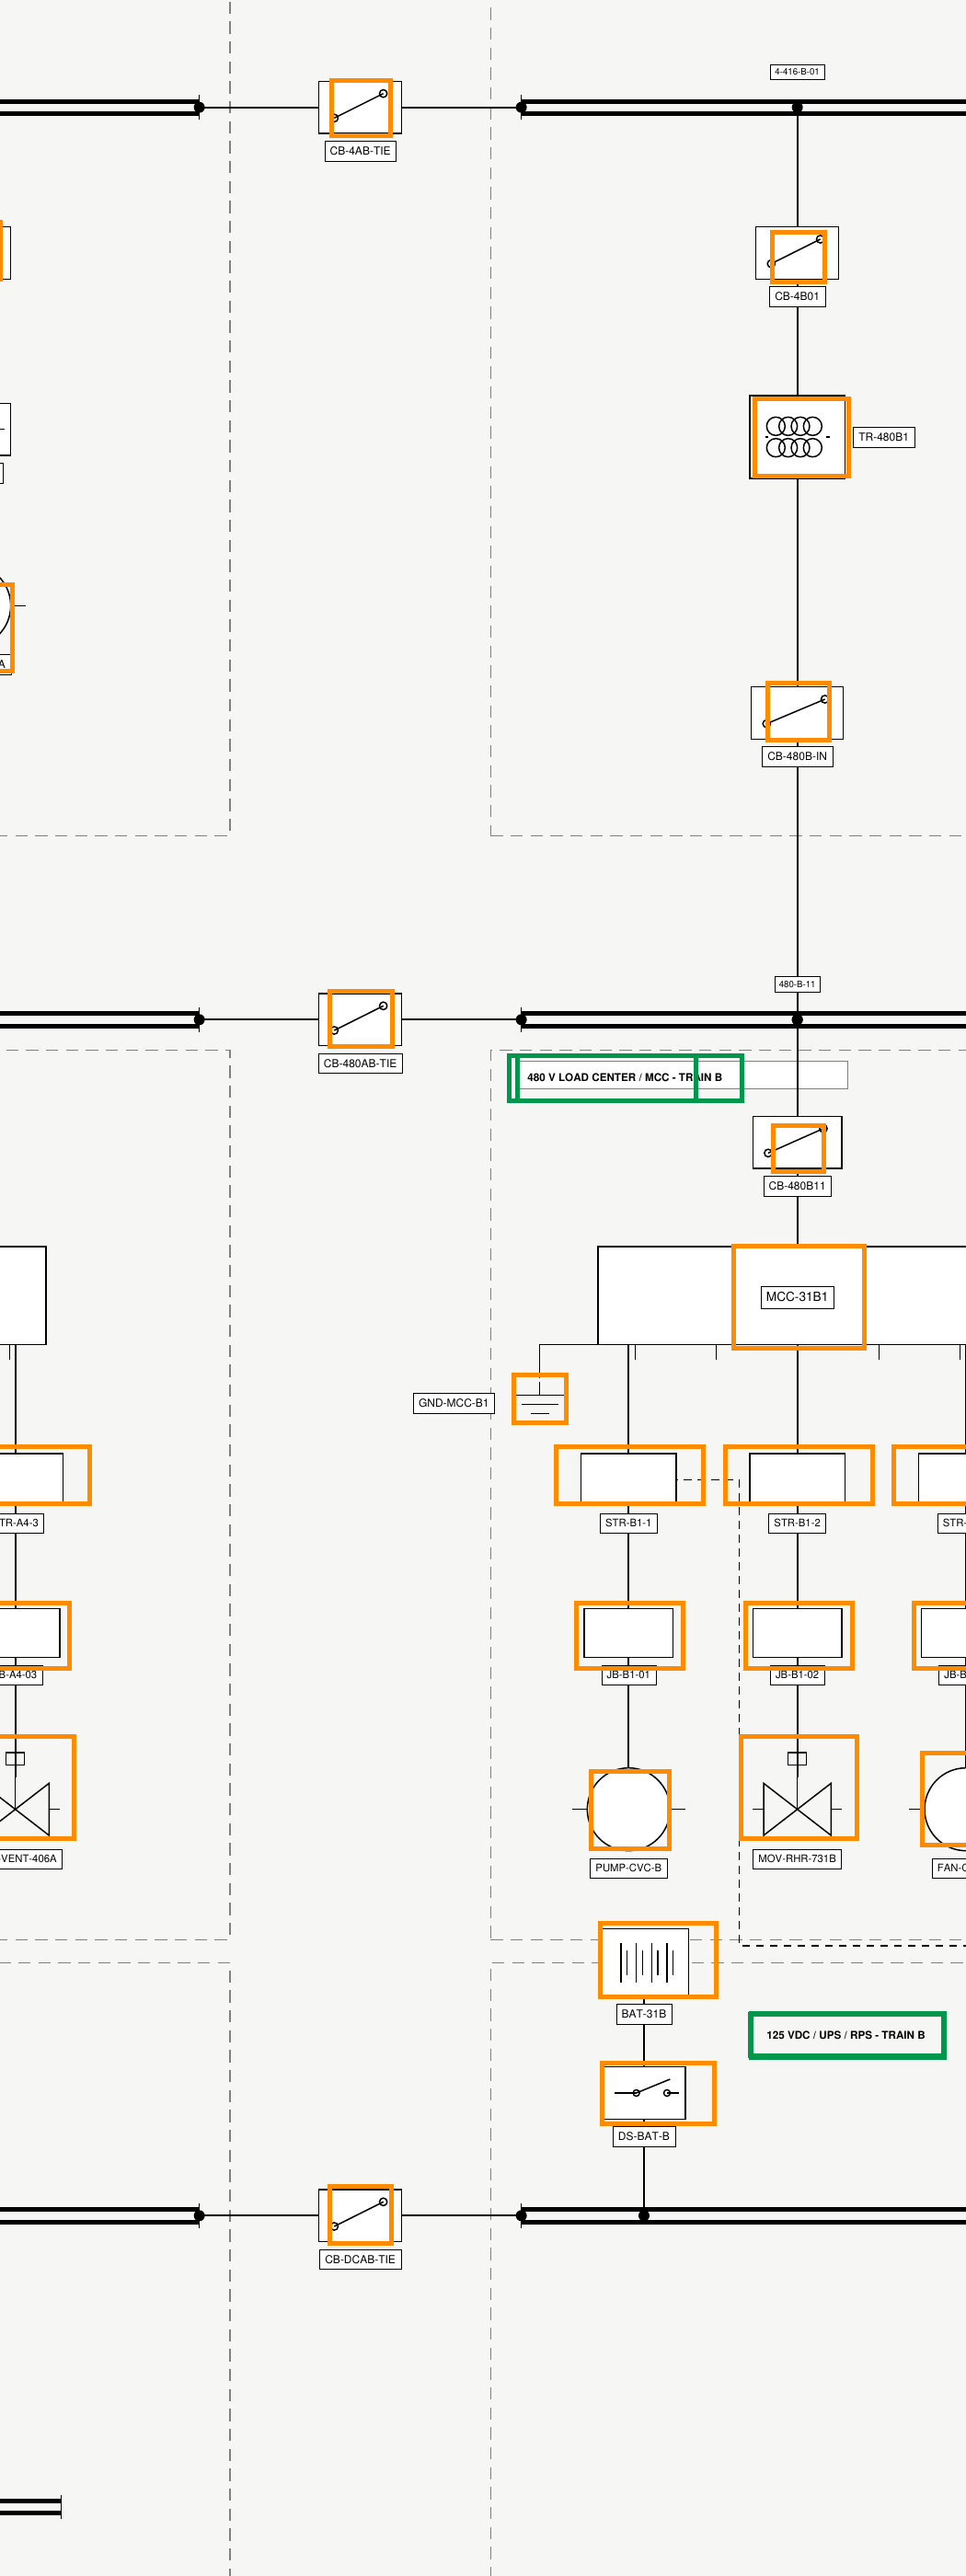 4-416-B-01
CB-4AB-TIE
CB-4B01
TR-480B1
A
CB-480B-IN
480-B-11
CB-480AB-TIE
480 V LOAD CENTER / MCC - TRAIN B
CB-480B11
MCC-31B1
GND-MCC-B1
TR-A4-3
STR-B1-1
STR-B1-2
STR-
B-A4-03
JB-B1-01
JB-B1-02
JB-B
-VENT-406A
PUMP-CVC-B
MOV-RHR-731B
FAN-C
BAT-31B
125 VDC / UPS / RPS - TRAIN B
DS-BAT-B
CB-DCAB-TIE